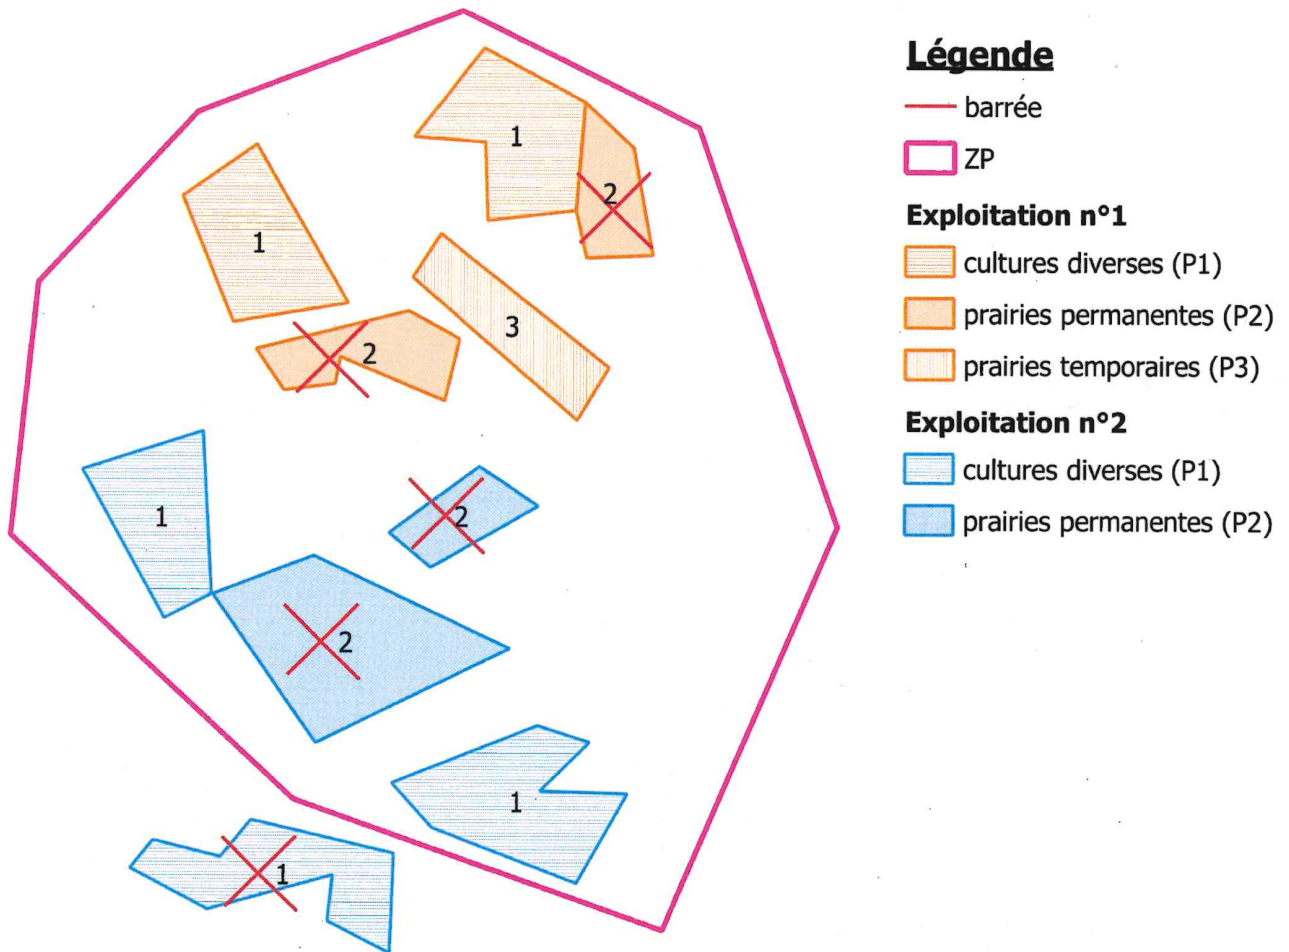 1
2
1
3
2
1
2
2
1
1
Légende
barrée
ZP
Exploitation n°1
cultures diverses (P1)
prairies permanentes (P2)
prairies temporaires (P3)
Exploitation n°2
cultures diverses (P1)
prairies permanentes (P2)